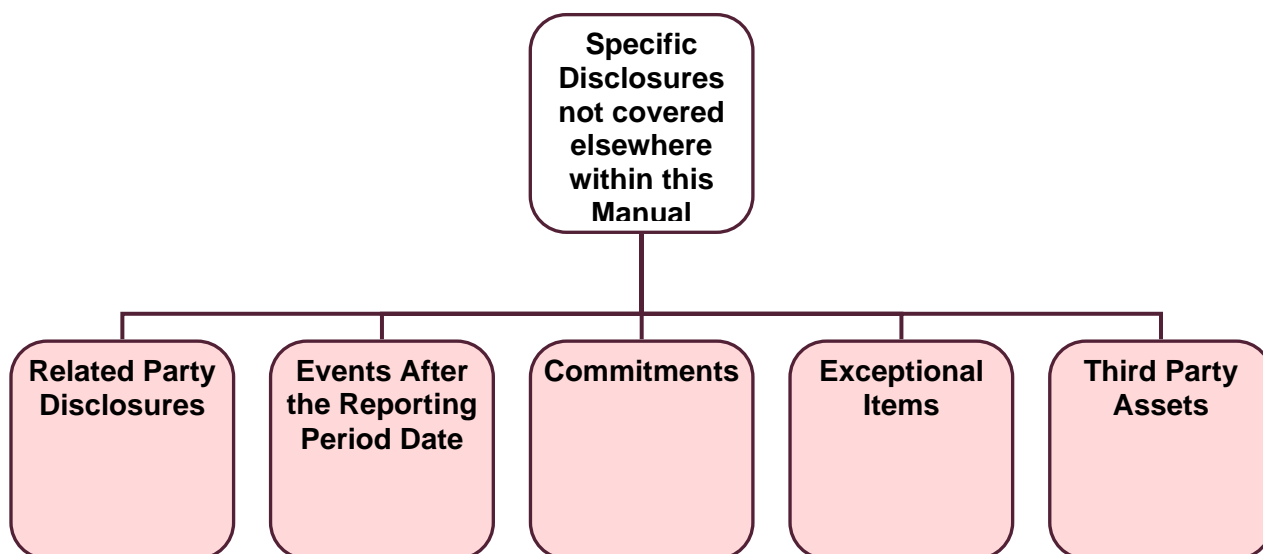 Specific
Disclosures
not covered
elsewhere
within this
Manual
Related Party
Disclosures
Events After
the Reporting
Period Date
Commitments
Exceptional
Items
Third Party
Assets